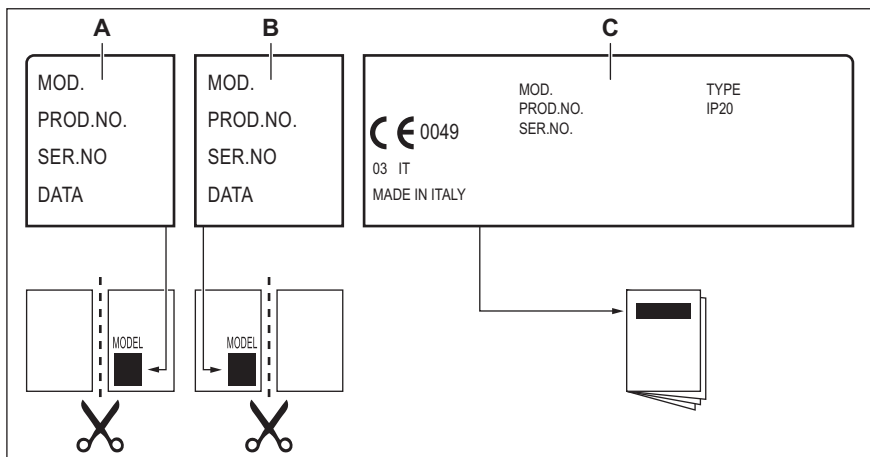 A
B
C
MOD.
PROD.NO.
SER.NO
DATA
MOD.
PROD.NO.
SER.NO
DATA
MOD.
PROD.NO.
SER.NO.
TYPE
IP20
CE 0049
03 IT
MADE IN ITALY
MODEL
MODEL